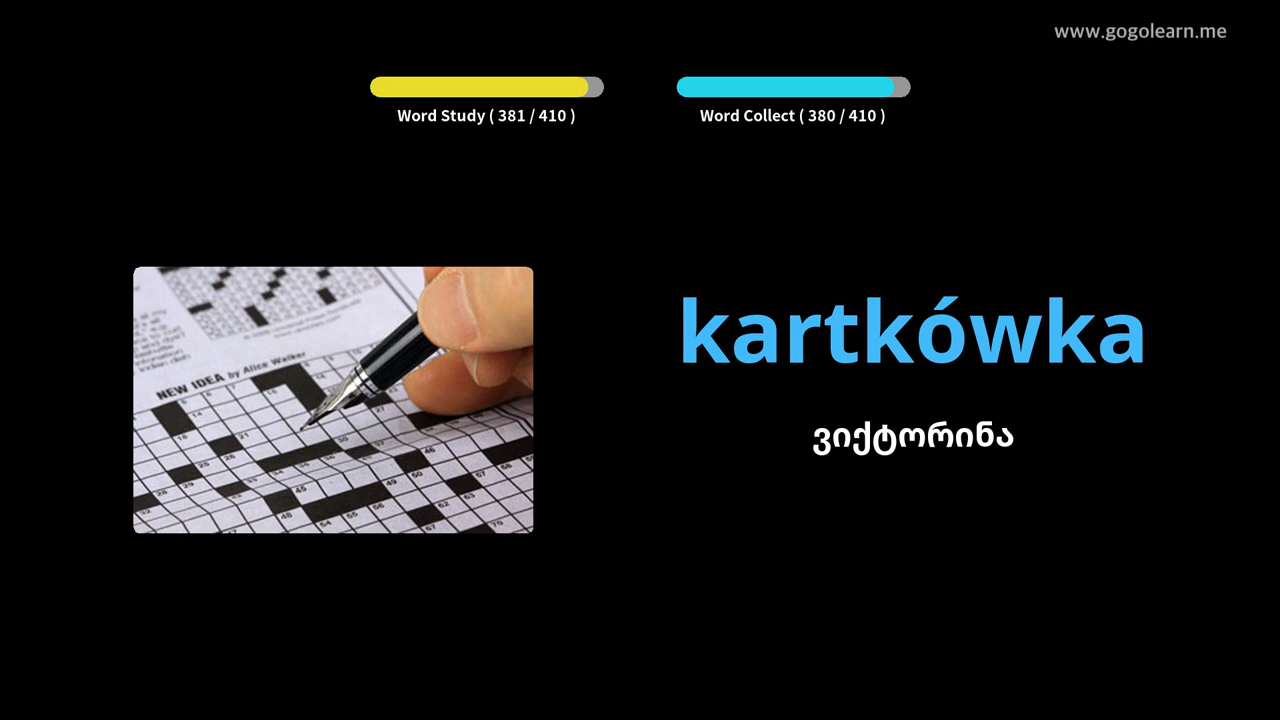 www.gogolearn.me
Word Study ( 381 / 410 )
Word Collect ( 380 / 410 )
NEW IDEA by Alice Walker
kartkówka
ვიქტორინა